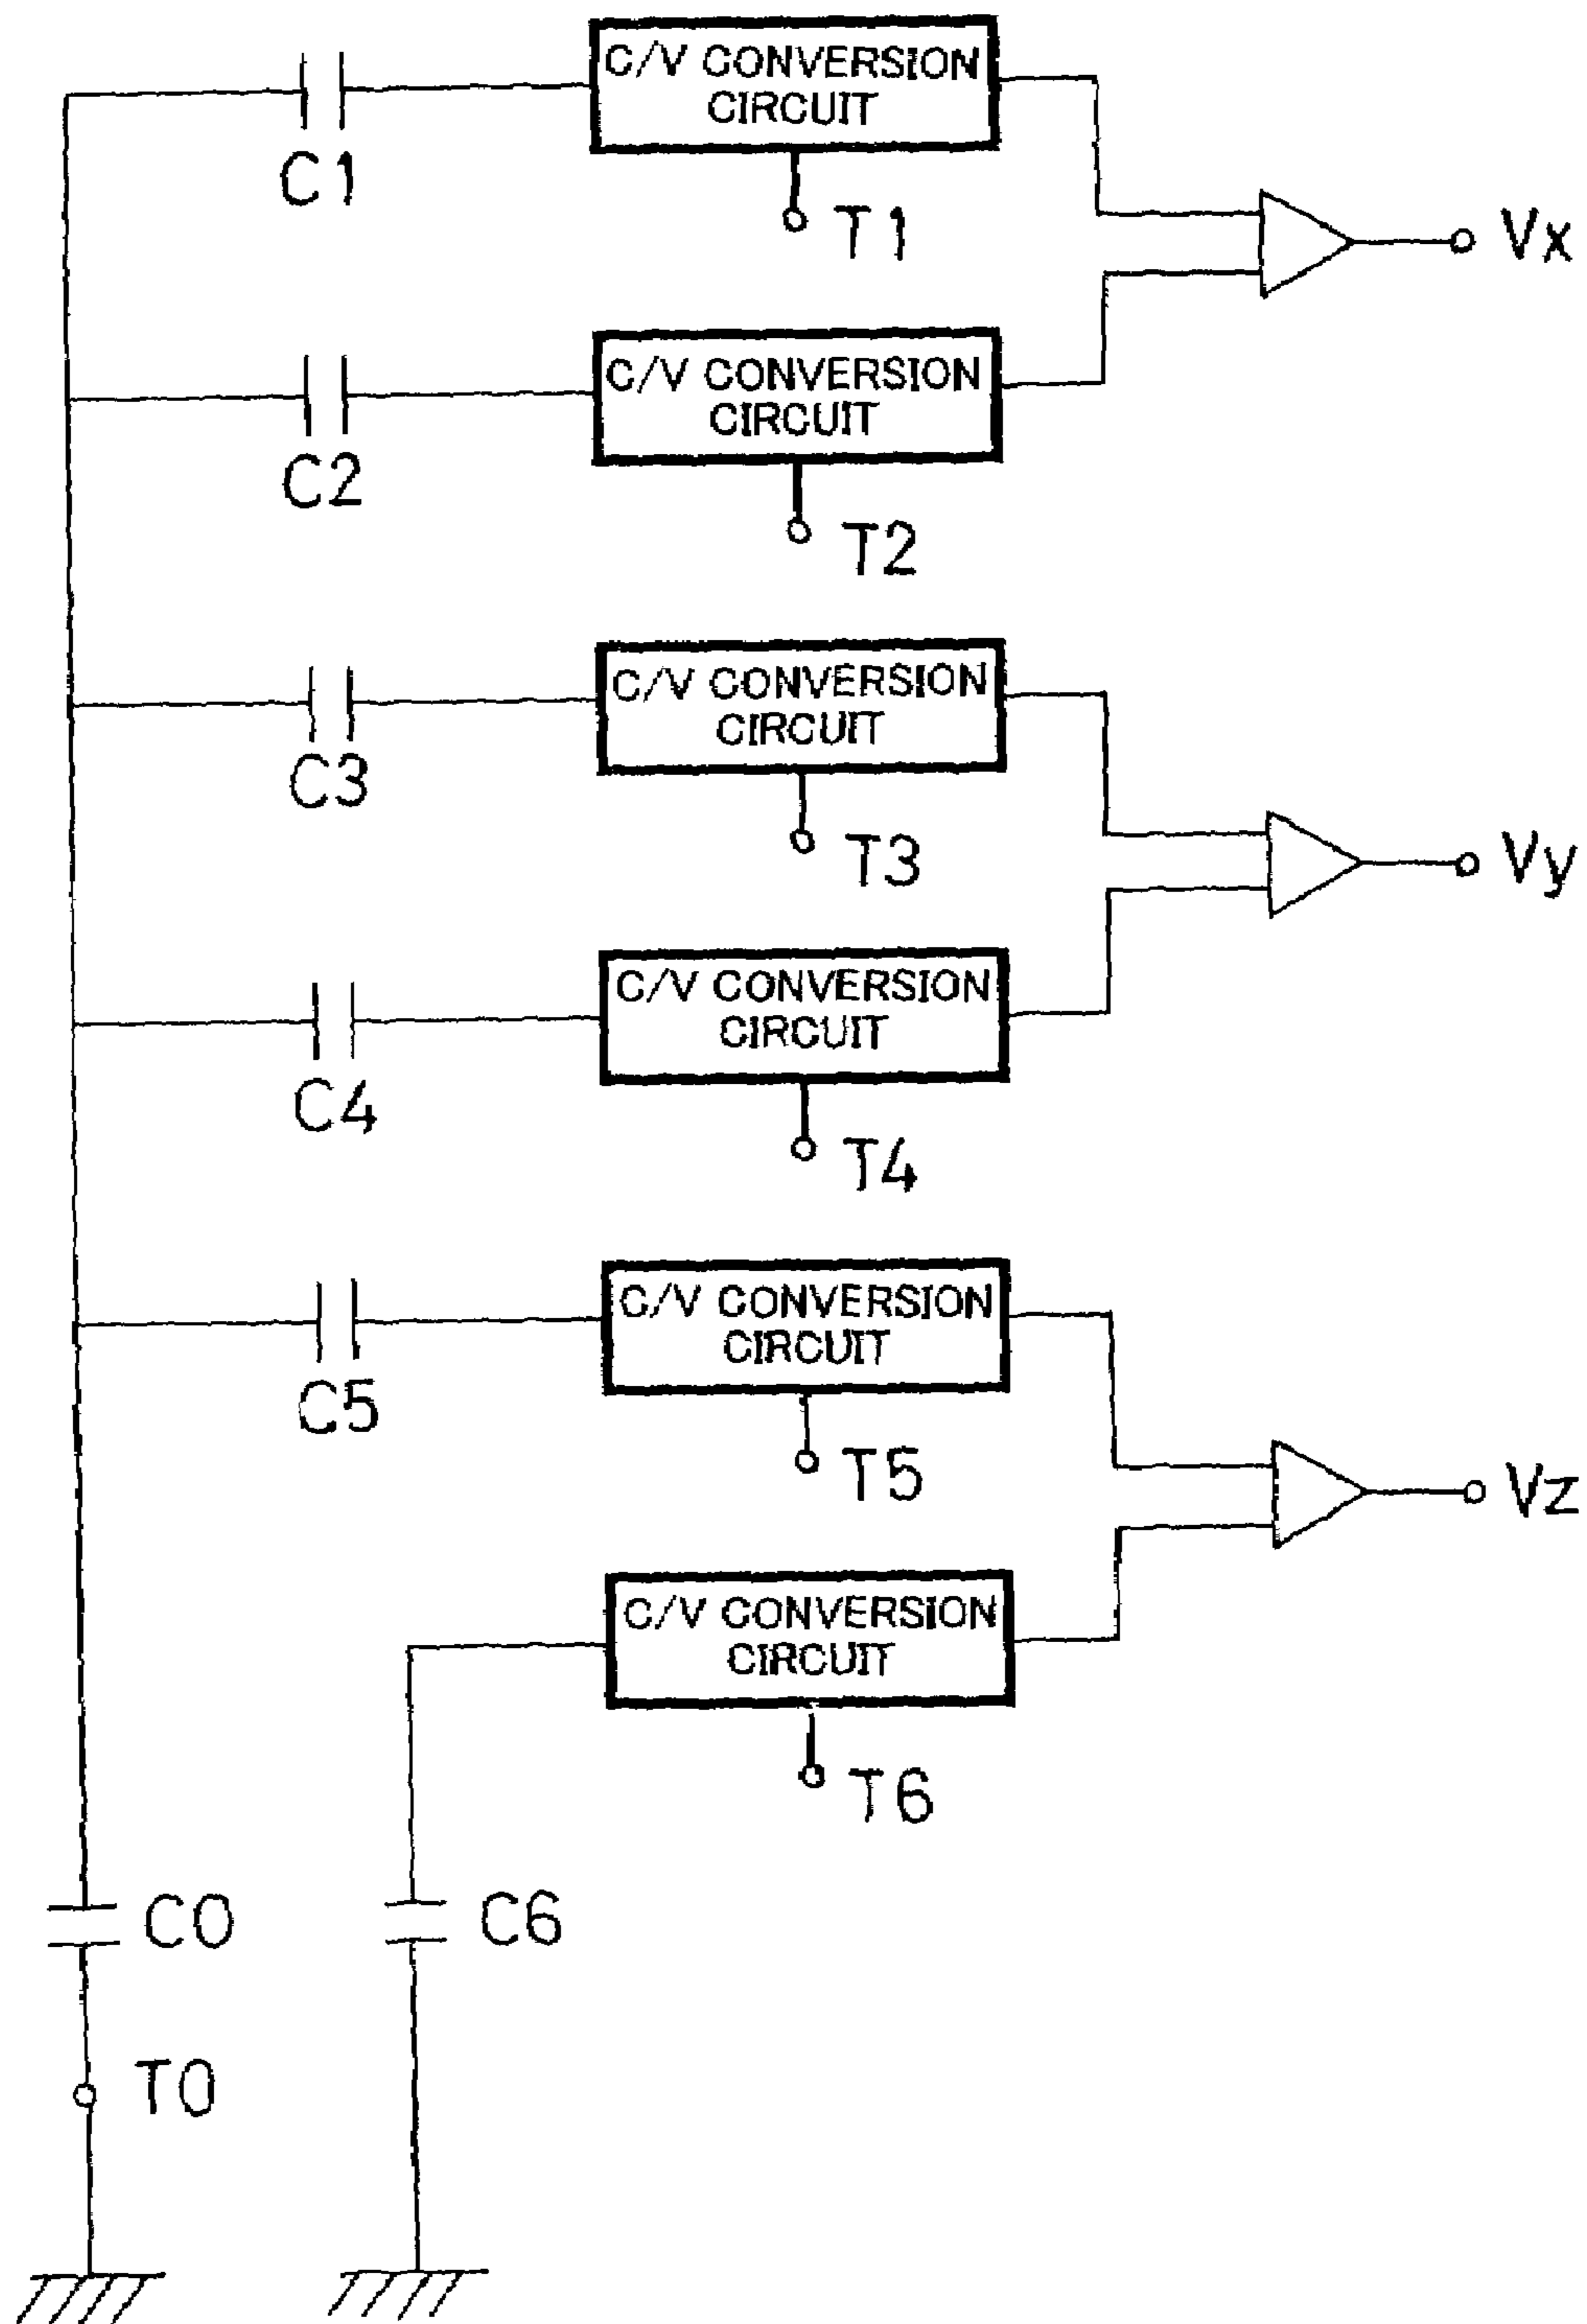 C/V CONVERSION
CIRCUIT
C1
T1
Vx
C/V CONVERSION
CIRCUIT
C2
T2
C/V CONVERSION
CIRCUIT
C3
T3
Vy
C/V CONVERSION
CIRCUIT
C4
T4
C/V CONVERSION
CIRCUIT
C5
T5
Vz
C/V CONVERSION
CIRCUIT
T6
C0
C6
T0